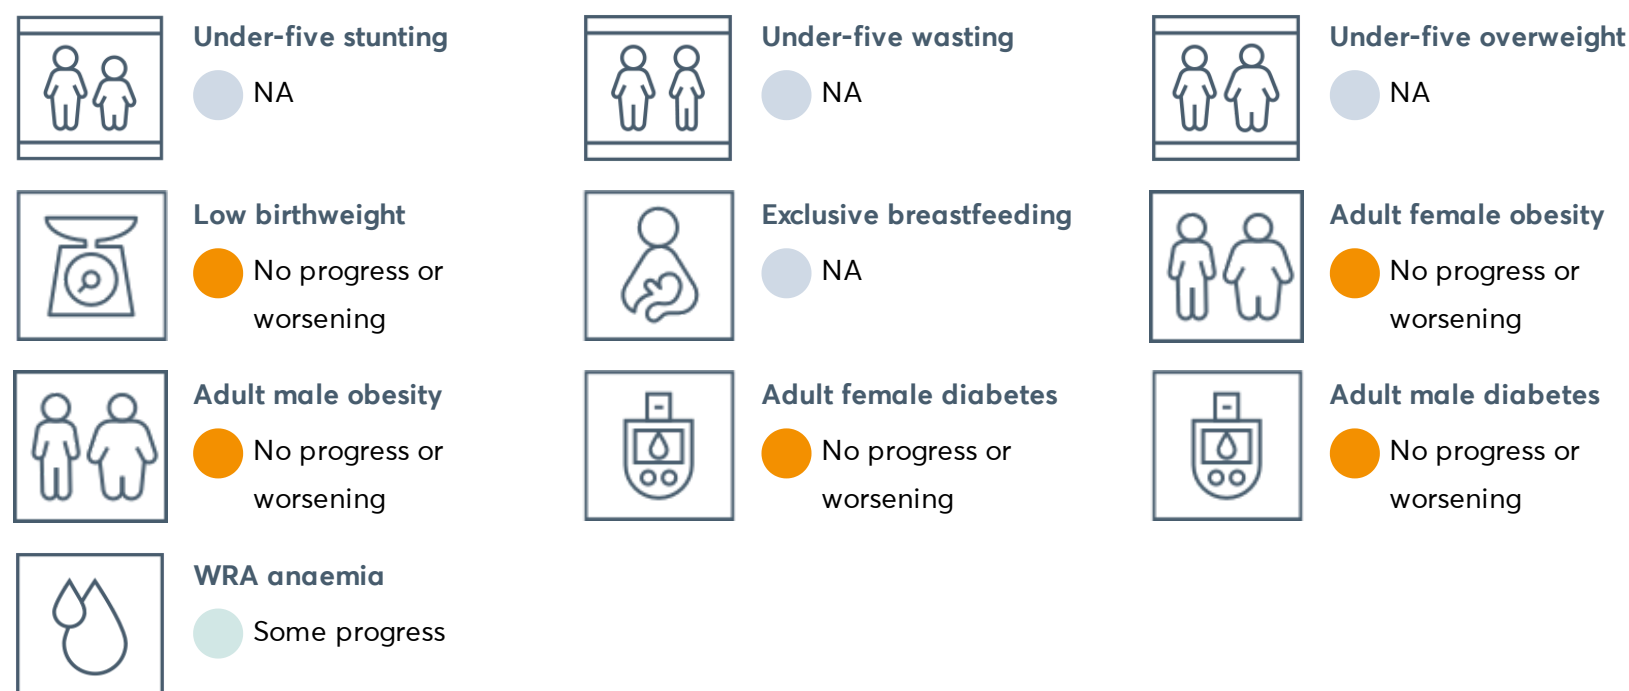 Under-five stunting
NA
Under-five wasting
NA
Under-five overweight
NA
Low birthweight
No progress or
worsening
Exclusive breastfeeding
NA
Adult female obesity
No progress or
worsening
Adult male obesity
No progress or
worsening
Adult female diabetes
No progress or
worsening
Adult male diabetes
No progress or
worsening
WRA anaemia
Some progress